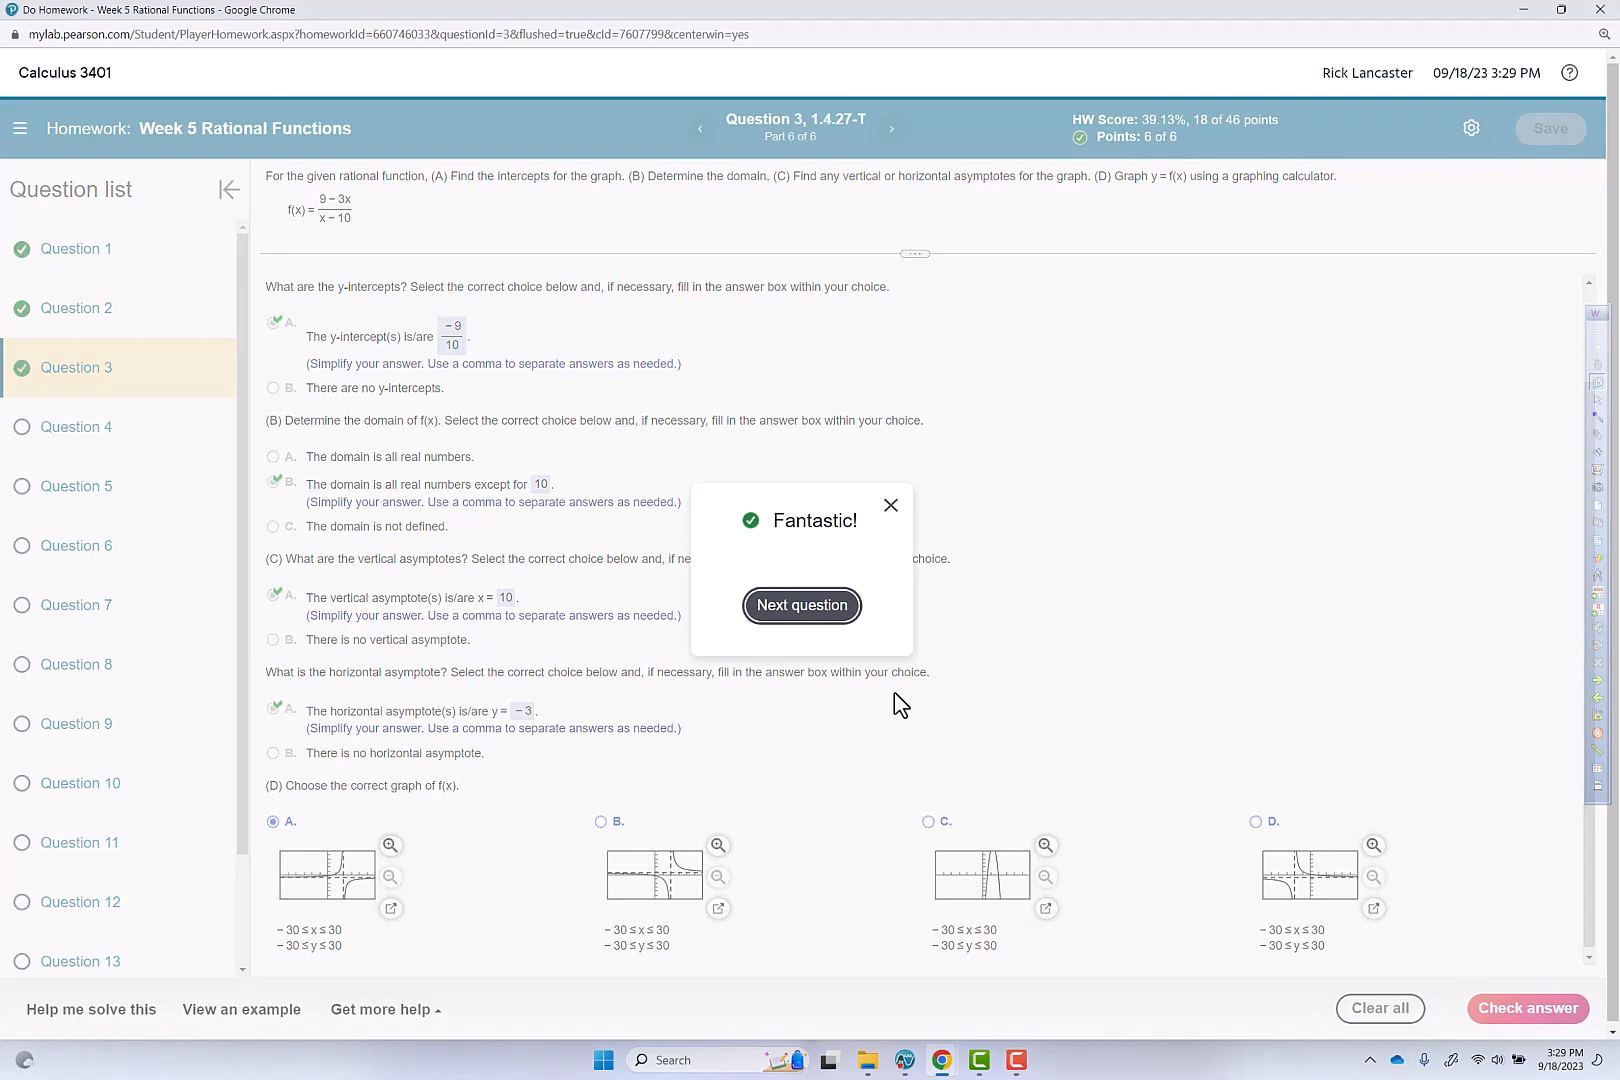 Do Homework - Week 5 Rational Functions - Google Chrome
mylab.pearson.com/Student/PlayerHomework.aspx?homeworkId=660746033&questionId=3&flushed=true&cId=7607799&centerwin=yes
Calculus 3401
Rick Lancaster 09/18/23 3:29 PM
Homework: Week 5 Rational Functions
Question 3, 1.4.27-T
Part 6 of 6
HW Score: 39.13%, 18 of 46 points
Points: 6 of 6
Save
Question list
Question 1
Question 2
Question 3
Question 4
Question 5
Question 6
Question 7
Question 8
Question 9
Question 10
Question 11
Question 12
Question 13
For the given rational function, (A) Find the intercepts for the graph. (B) Determine the domain. (C) Find any vertical or horizontal asymptotes for the graph. (D) Graph y = f(x) using a graphing calculator.
9 − 3x
f(x) =
x − 10
What are the y-intercepts? Select the correct choice below and, if necessary, fill in the answer box within your choice.
A.
− 9
The y-intercept(s) is/are
10 .
(Simplify your answer. Use a comma to separate answers as needed.)
B. There are no y-intercepts.
(B) Determine the domain of f(x). Select the correct choice below and, if necessary, fill in the answer box within your choice.
A. The domain is all real numbers.
B. The domain is all real numbers except for 10 .
(Simplify your answer. Use a comma to separate answers as needed.)
C. The domain is not defined.
(C) What are the vertical asymptotes? Select the correct choice below and, if ne
choice.
A. The vertical asymptote(s) is/are x = 10 .
(Simplify your answer. Use a comma to separate answers as needed.)
B. There is no vertical asymptote.
What is the horizontal asymptote? Select the correct choice below and, if necessary, fill in the answer box within your choice.
A. The horizontal asymptote(s) is/are y = − 3 .
(Simplify your answer. Use a comma to separate answers as needed.)
B. There is no horizontal asymptote.
(D) Choose the correct graph of f(x).
A. B. C. D.
− 30 ≤ x ≤ 30 − 30 ≤ x ≤ 30 − 30 ≤ x ≤ 30 − 30 ≤ x ≤ 30
− 30 ≤ y ≤ 30 − 30 ≤ y ≤ 30 − 30 ≤ y ≤ 30 − 30 ≤ y ≤ 30
Fantastic!
Next question
W
Help me solve this View an example Get more help
Clear all Check answer
Search
3:29 PM
9/18/2023